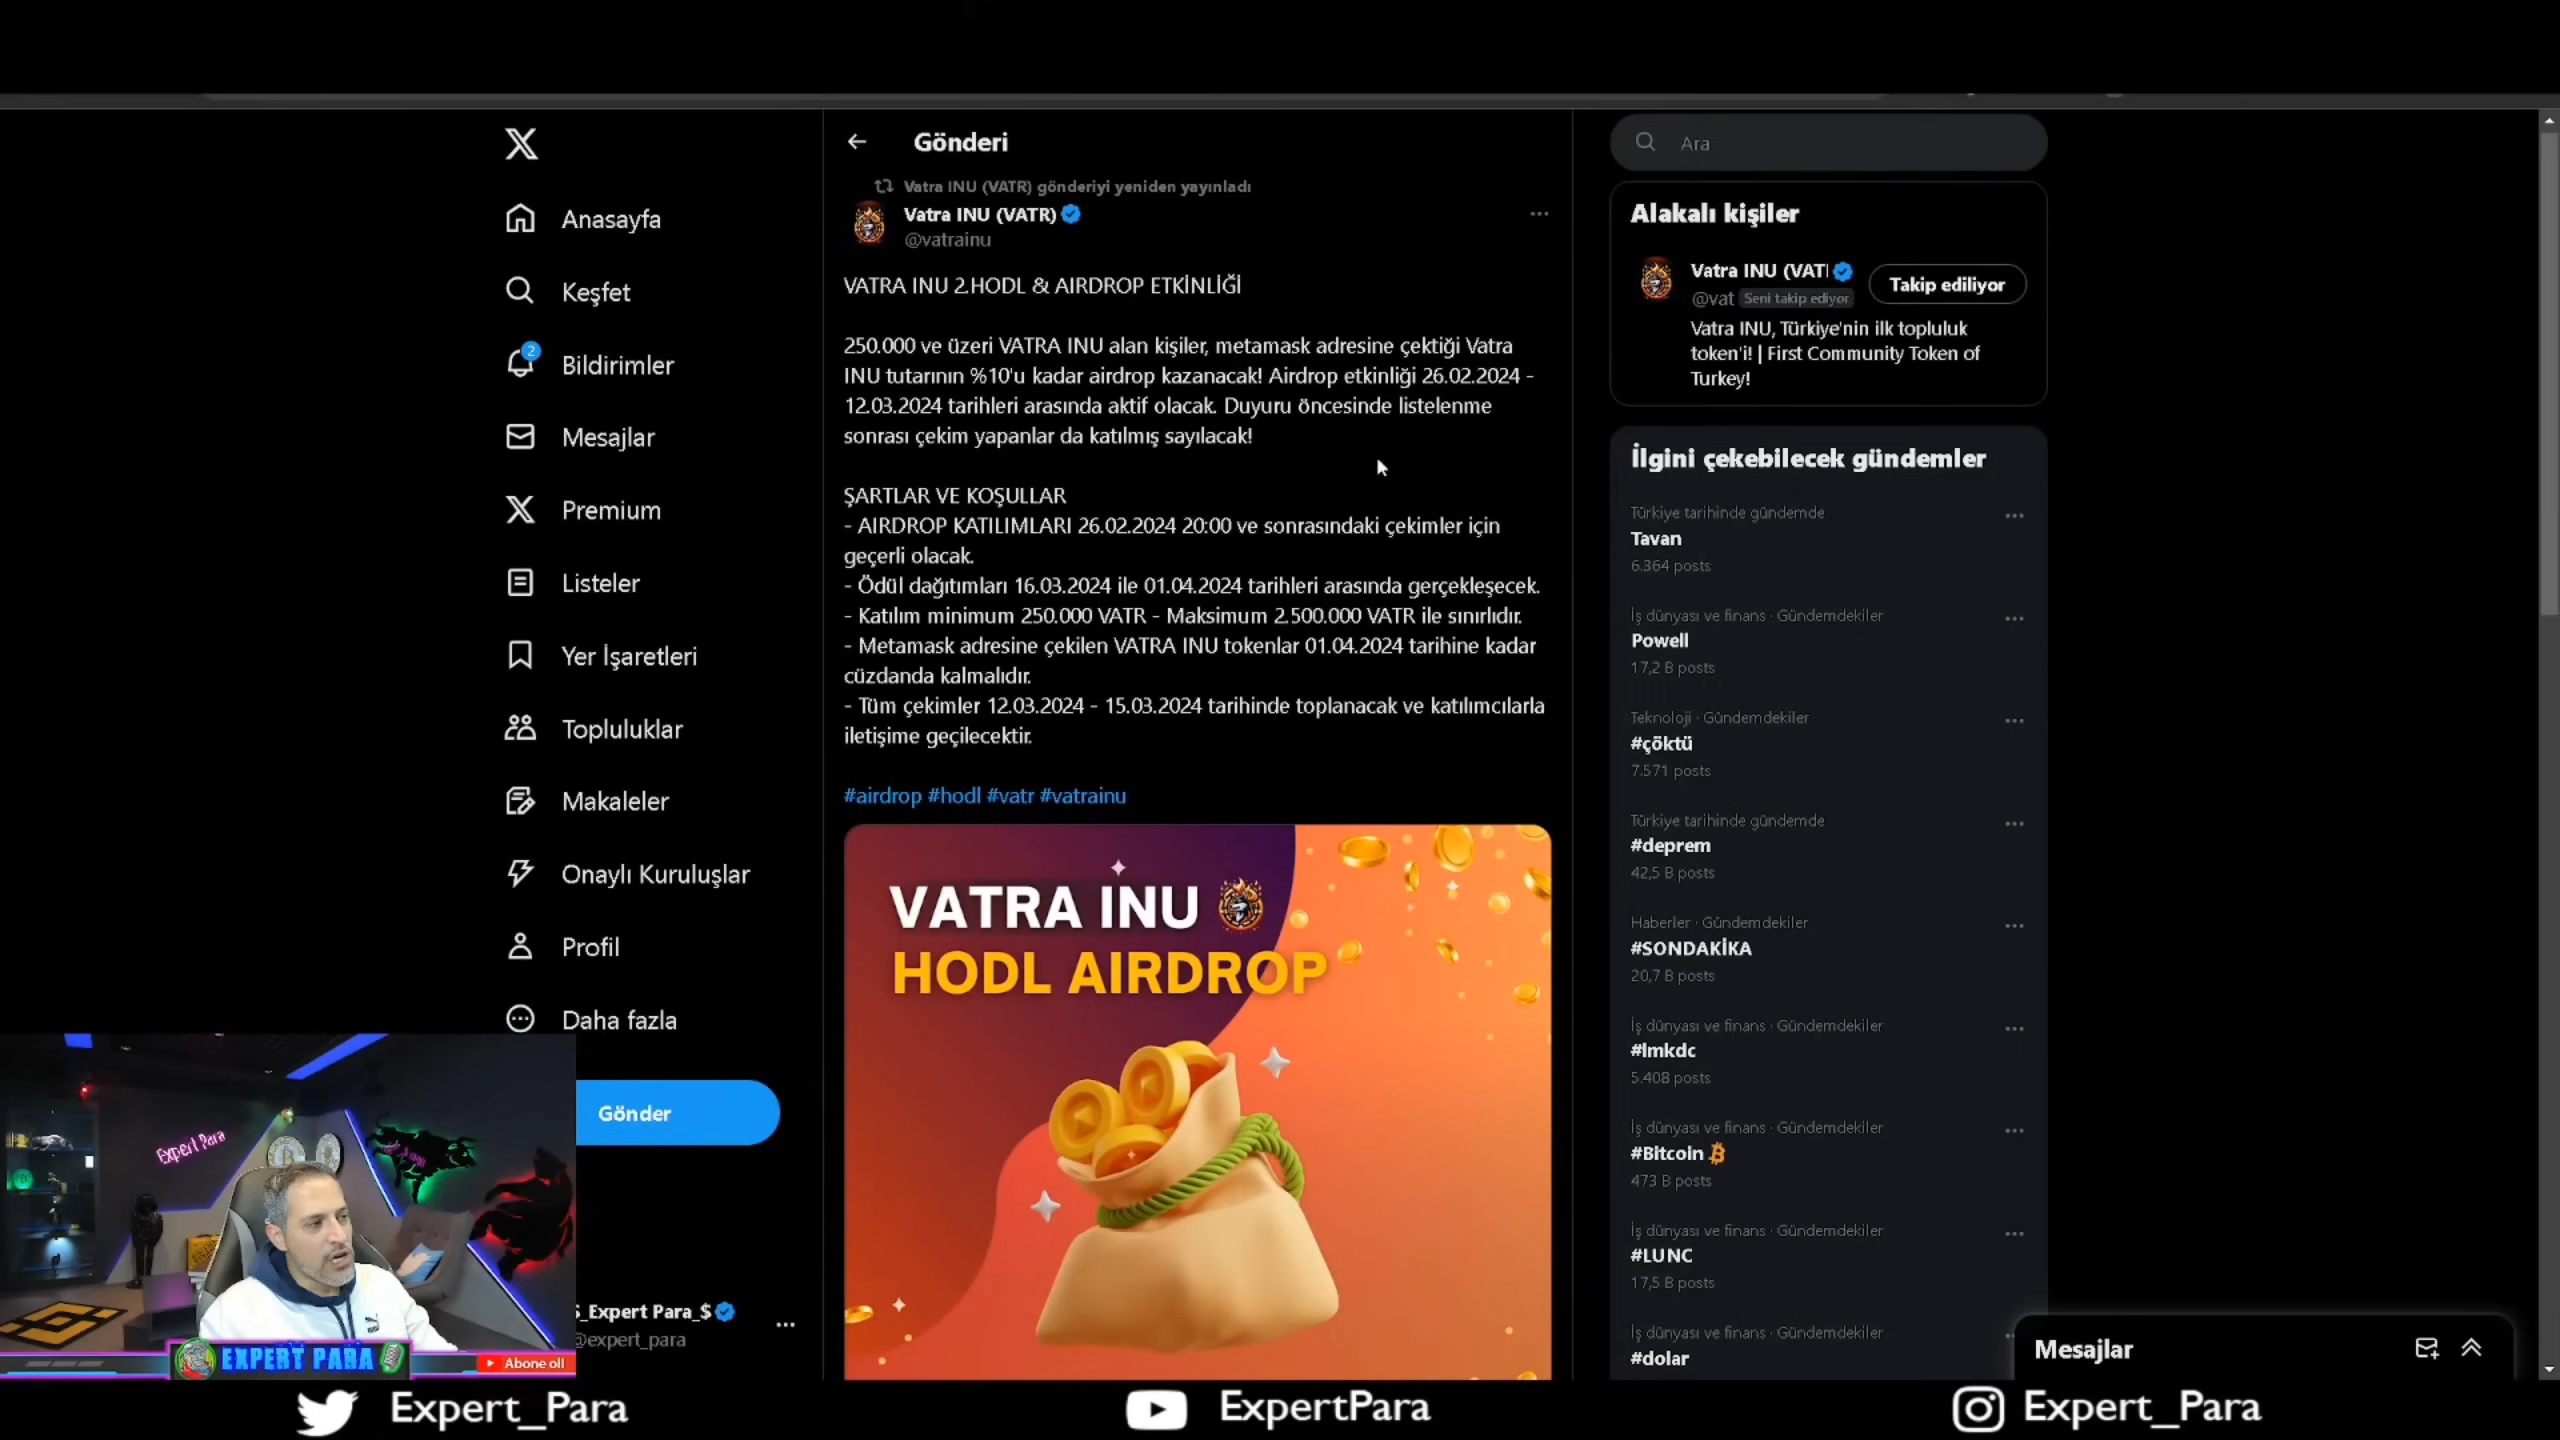 Anasayfa
Keşfet
2
Bildirimler
Mesajlar
Premium
Listeler
Yer İşaretleri
Topluluklar
Makaleler
Onaylı Kuruluşlar
Profil
Daha fazla
Gönder
_Expert Para_$
@expert_para
Gönderi
Vatra INU (VATR) gönderiyi yeniden yayınladı
Vatra INU (VATR)
@vatrainu
VATRA INU 2.HODL & AIRDROP ETKİNLİĞİ
250.000 ve üzeri VATRA INU alan kişiler, metamask adresine çektiği Vatra
INU tutarının %10'u kadar airdrop kazanacak! Airdrop etkinliği 26.02.2024 -
12.03.2024 tarihleri arasında aktif olacak. Duyuru öncesinde listelenme
sonrası çekim yapanlar da katılmış sayılacak!
ŞARTLAR VE KOŞULLAR
- AIRDROP KATILIMLARI 26.02.2024 20:00 ve sonrasındaki çekimler için
geçerli olacak.
- Ödül dağıtımları 16.03.2024 ile 01.04.2024 tarihleri arasında gerçekleşecek.
- Katılım minimum 250.000 VATR - Maksimum 2.500.000 VATR ile sınırlıdır.
- Metamask adresine çekilen VATRA INU tokenlar 01.04.2024 tarihine kadar
cüzdanda kalmalıdır.
- Tüm çekimler 12.03.2024 - 15.03.2024 tarihinde toplanacak ve katılımcılarla
iletişime geçilecektir.
#airdrop #hodl #vatr #vatrainu
VATRA INU
HODL AIRDROP
Ara
Alakalı kişiler
Vatra INU (VAT
@vat Seni takip ediyor
Takip ediliyor
Vatra INU, Türkiye'nin ilk topluluk
token'i! | First Community Token of
Turkey!
İlgini çekebilecek gündemler
Türkiye tarihinde gündemde
Tavan
6.364 posts
İş dünyası ve finans · Gündemdekiler
Powell
17,2 B posts
Teknoloji · Gündemdekiler
#çöktü
7.571 posts
Türkiye tarihinde gündemde
#deprem
42,5 B posts
Haberler · Gündemdekiler
#SONDAKİKA
20,7 B posts
İş dünyası ve finans · Gündemdekiler
#lmkdc
5.408 posts
İş dünyası ve finans · Gündemdekiler
#Bitcoin
473 B posts
İş dünyası ve finans · Gündemdekiler
#LUNC
17,5 B posts
İş dünyası ve finans · Gündemdekiler
#dolar
Mesajlar
Expert Para
EXPERT PARA
Abone ol!
Expert_Para
ExpertPara
Expert_Para